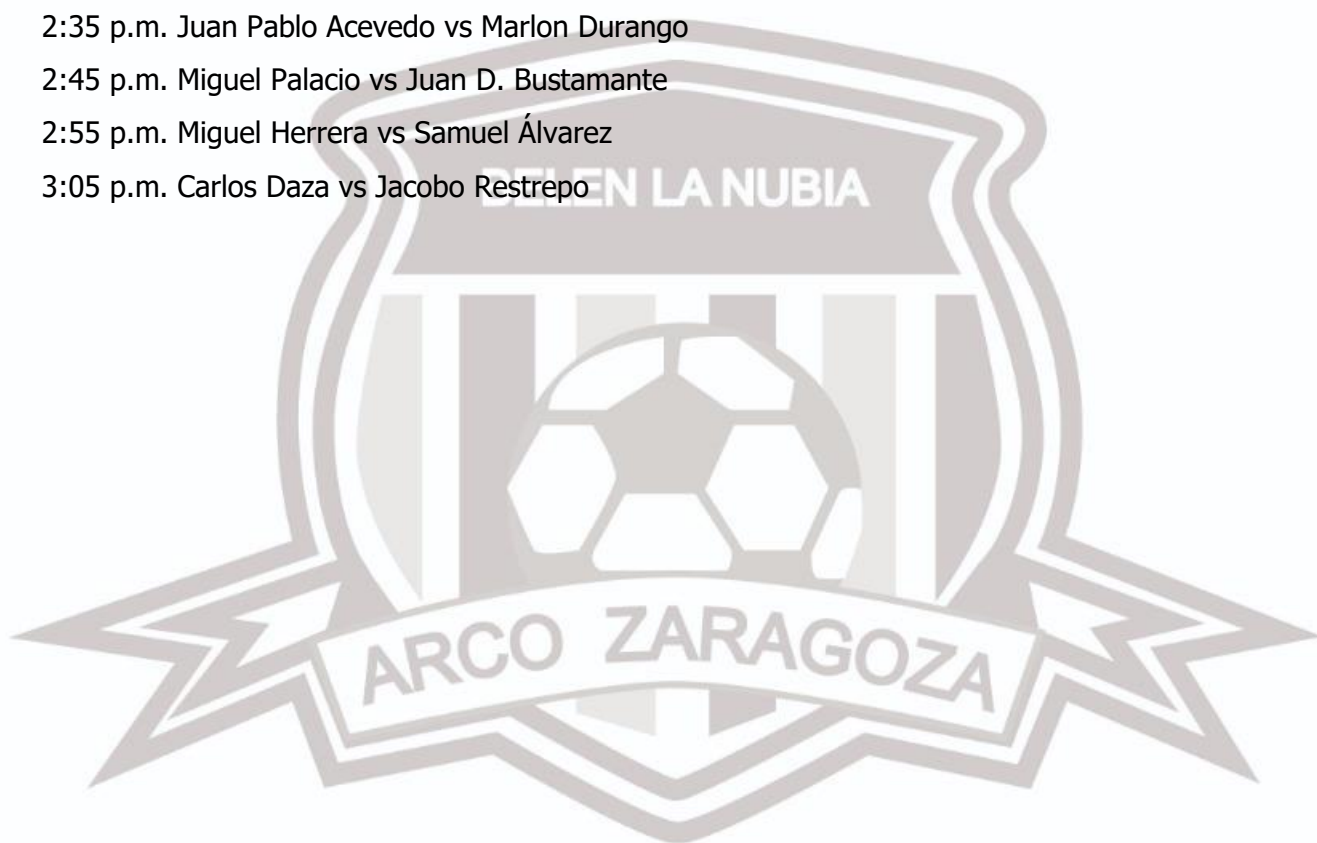 2:35 p.m. Juan Pablo Acevedo vs Marlon Durango
2:45 p.m. Miguel Palacio vs Juan D. Bustamante
2:55 p.m. Miguel Herrera vs Samuel Álvarez
3:05 p.m. Carlos Daza vs Jacobo Restrepo
BELEN LA NUBIA
ARCO ZARAGOZA